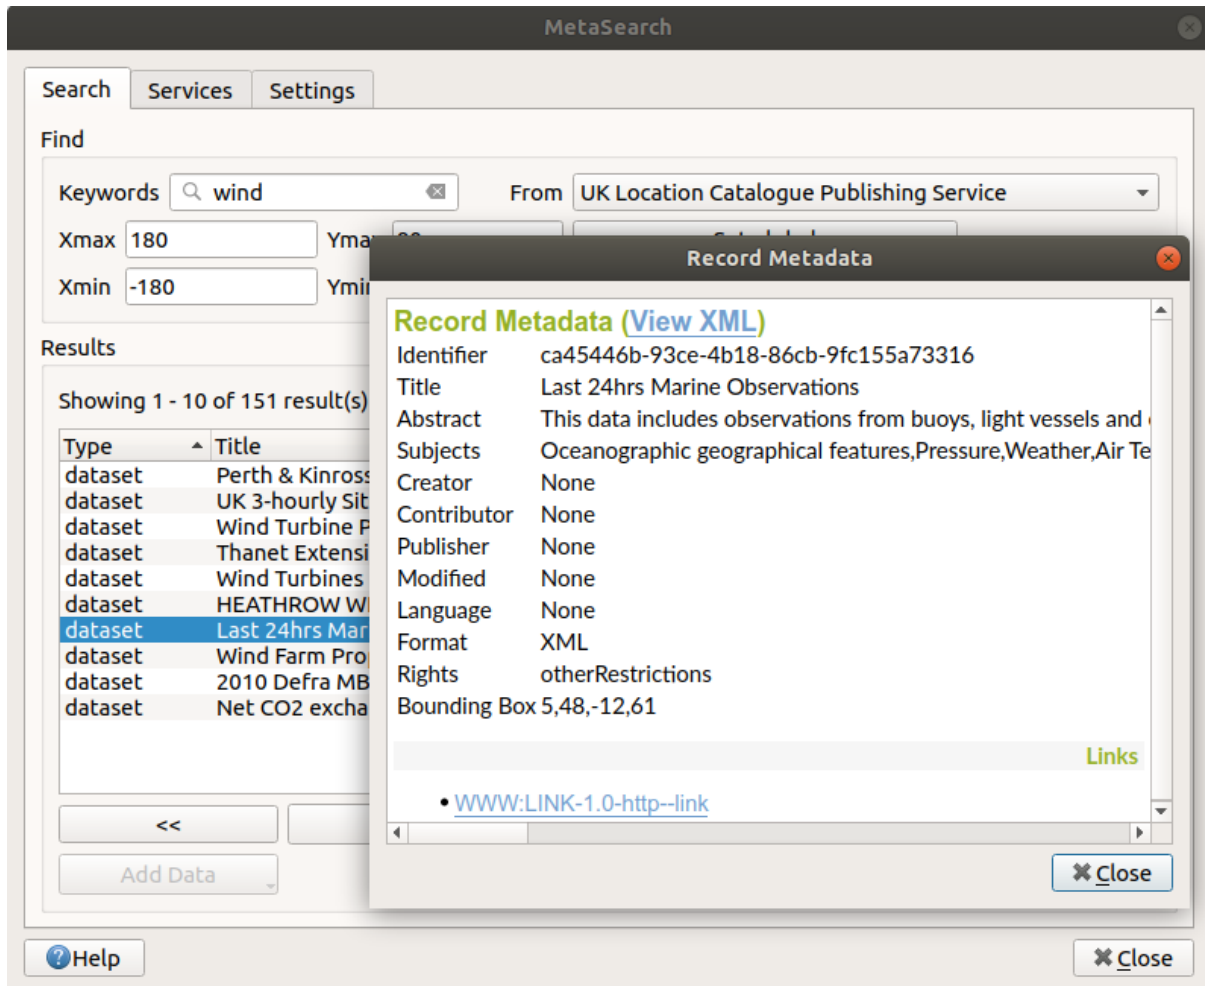 MetaSearch
Search Services Settings
Find
Keywords wind From UK Location Catalogue Publishing Service
Xmax 180
Xmin -180
Record Metadata
Record Metadata (View XML)
Identifier ca45446b-93ce-4b18-86cb-9fc155a73316
Title Last 24hrs Marine Observations
Abstract This data includes observations from buoys, light vessels and
Subjects Oceanographic geographical features,Pressure,Weather,Air Te
Creator None
Contributor None
Publisher None
Modified None
Language None
Format XML
Rights otherRestrictions
Bounding Box 5,48,-12,61
Links
• WWW:LINK-1.0-http--link
Close
Results
Showing 1 - 10 of 151 result(s)
Type Title
dataset Perth & Kinross
dataset UK 3-hourly Sit
dataset Wind Turbine P
dataset Thanet Extensi
dataset Wind Turbines
dataset HEATHROW WI
dataset Last 24hrs Mar
dataset Wind Farm Pro
dataset 2010 Defra MB
dataset Net CO2 excha
<<
Add Data
Help Close